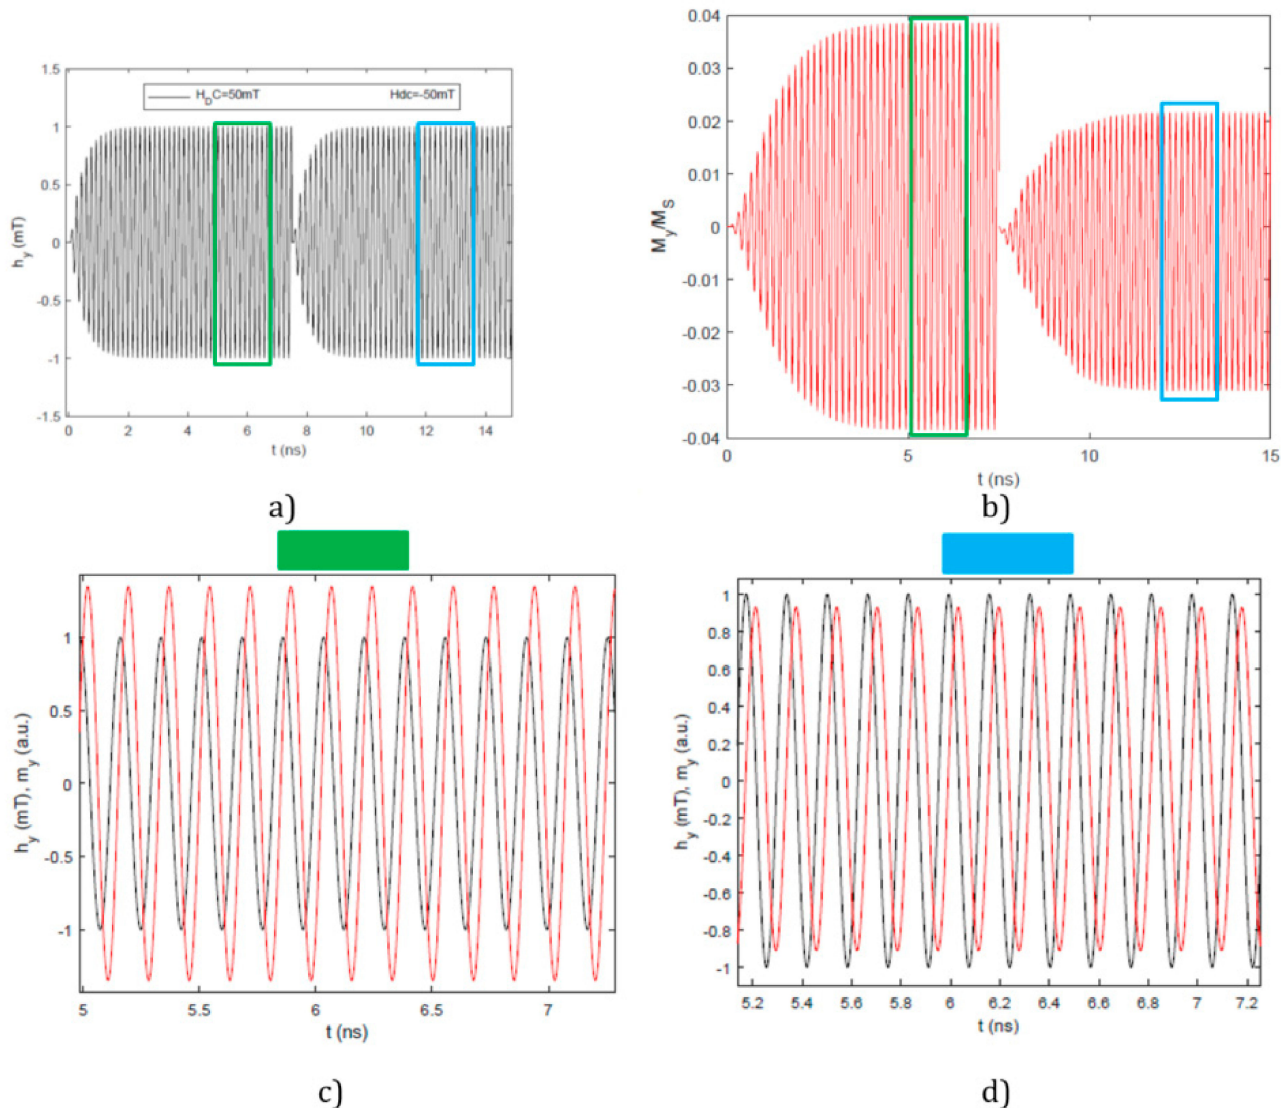 1.5
1
0.5
0
-0.5
-1
-1.5
h_y (mT)
H_DC=50mT Hdc=-50mT
0 2 4 6 8 10 12 14
t (ns)
a)
0.04
0.03
0.02
0.01
0
-0.01
-0.02
-0.03
-0.04
M_y/M_S
0 5 10 15
t (ns)
b)
1
0.5
0
-0.5
-1
h_y (mT), m_y (a.u.)
5 5.5 6 6.5 7
t (ns)
c)
1
0.8
0.6
0.4
0.2
0
-0.2
-0.4
-0.6
-0.8
-1
h_y (mT), m_y (a.u.)
5.2 5.4 5.6 5.8 6 6.2 6.4 6.6 6.8 7 7.2
t (ns)
d)